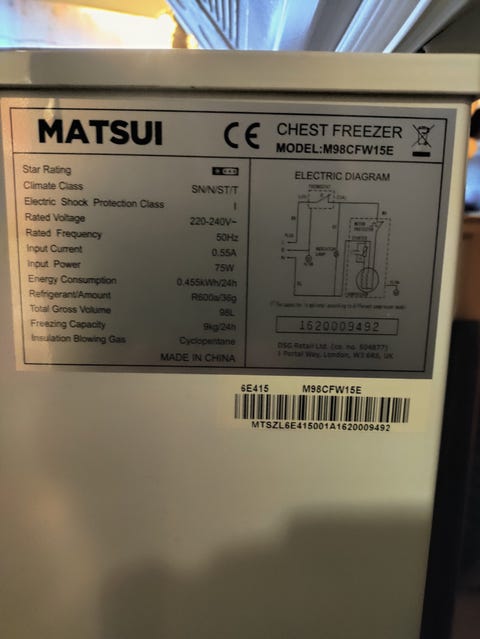 MATSUI
CE CHEST FREEZER
MODEL:M98CFW15E
Star Rating
Climate Class SN/N/ST/T
Electric Shock Protection Class I
Rated Voltage 220-240V~
Rated Frequency 50Hz
Input Current 0.55A
Input Power 75W
Energy Consumption 0.455kWh/24h
Refrigerant/Amount R600a/36g
Total Gross Volume 98L
Freezing Capacity 9kg/24h
Insulation Blowing Gas Cyclopentane
MADE IN CHINA
ELECTRIC DIAGRAM
THERMOSTAT
INDICATOR
LAMP
1620009492
DSG Retail Ltd. (co. no. 504877)
1 Portal Way, London, W3 6RS, UK
6E415 M98CFW15E
MTSZL6E415001A1620009492